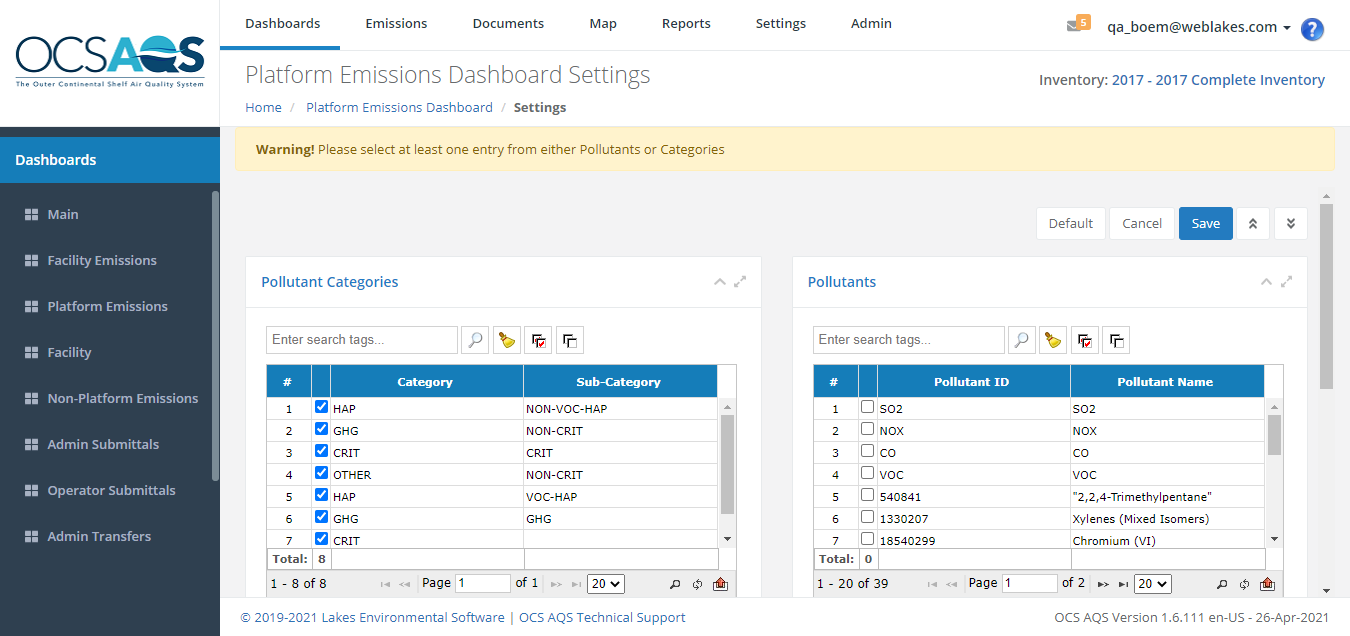 OCSAQS
The Outer Continental Shelf Air Quality System
Dashboards Emissions Documents Map Reports Settings Admin
5 qa_boem@weblakes.com ?
Platform Emissions Dashboard Settings
Inventory: 2017 - 2017 Complete Inventory
Home / Platform Emissions Dashboard / Settings
Warning! Please select at least one entry from either Pollutants or Categories
Dashboards
Main
Facility Emissions
Platform Emissions
Facility
Non-Platform Emissions
Admin Submittals
Operator Submittals
Admin Transfers
Default Cancel Save
Pollutant Categories
Enter search tags...
# Category Sub-Category
1 HAP NON-VOC-HAP
2 GHG NON-CRIT
3 CRIT CRIT
4 OTHER NON-CRIT
5 HAP VOC-HAP
6 GHG GHG
7 CRIT
Total: 8
1 - 8 of 8 Page 1 of 1 20
Pollutants
Enter search tags...
# Pollutant ID Pollutant Name
1 SO2 SO2
2 NOX NOX
3 CO CO
4 VOC VOC
5 540841 "2,2,4-Trimethylpentane"
6 1330207 Xylenes (Mixed Isomers)
7 18540299 Chromium (VI)
Total: 0
1 - 20 of 39 Page 1 of 2 20
© 2019-2021 Lakes Environmental Software | OCS AQS Technical Support
OCS AQS Version 1.6.111 en-US - 26-Apr-2021